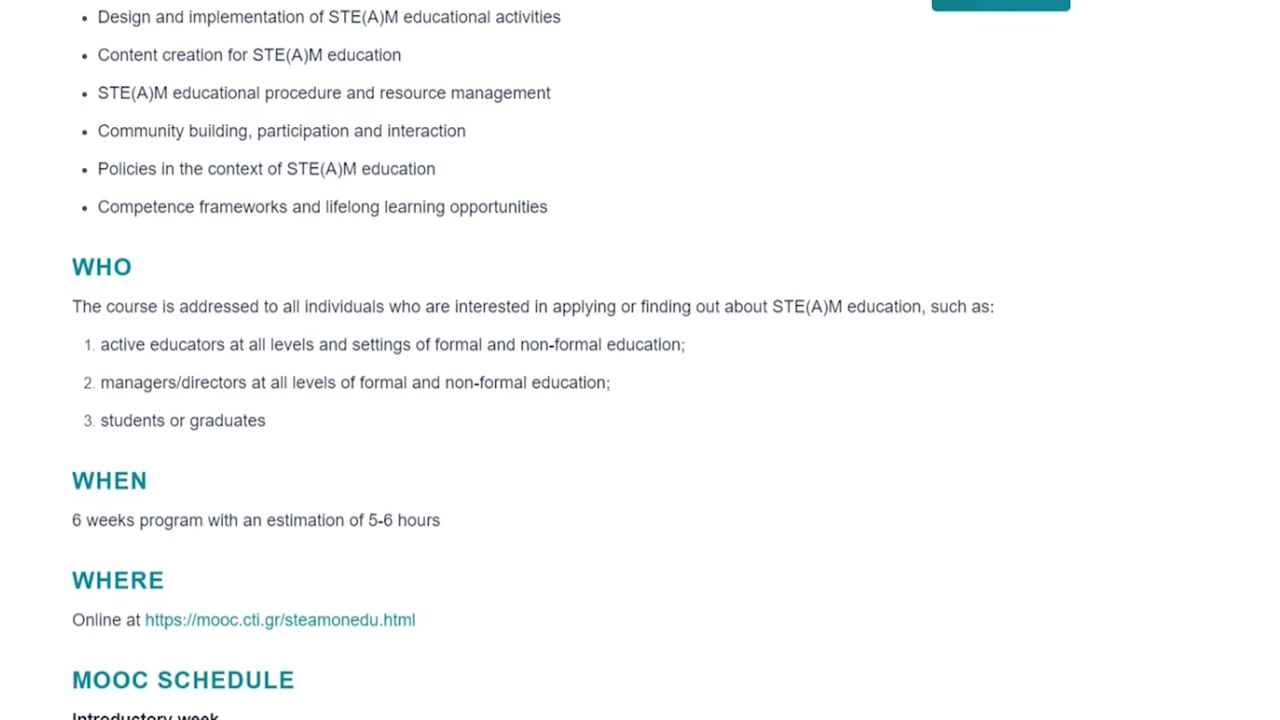 • Design and implementation of STE(A)M educational activities
• Content creation for STE(A)M education
• STE(A)M educational procedure and resource management
• Community building, participation and interaction
• Policies in the context of STE(A)M education
• Competence frameworks and lifelong learning opportunities
WHO
The course is addressed to all individuals who are interested in applying or finding out about STE(A)M education, such as:
1. active educators at all levels and settings of formal and non-formal education;
2. managers/directors at all levels of formal and non-formal education;
3. students or graduates
WHEN
6 weeks program with an estimation of 5-6 hours
WHERE
Online at https://mooc.cti.gr/steamonedu.html
MOOC SCHEDULE
Introductory week